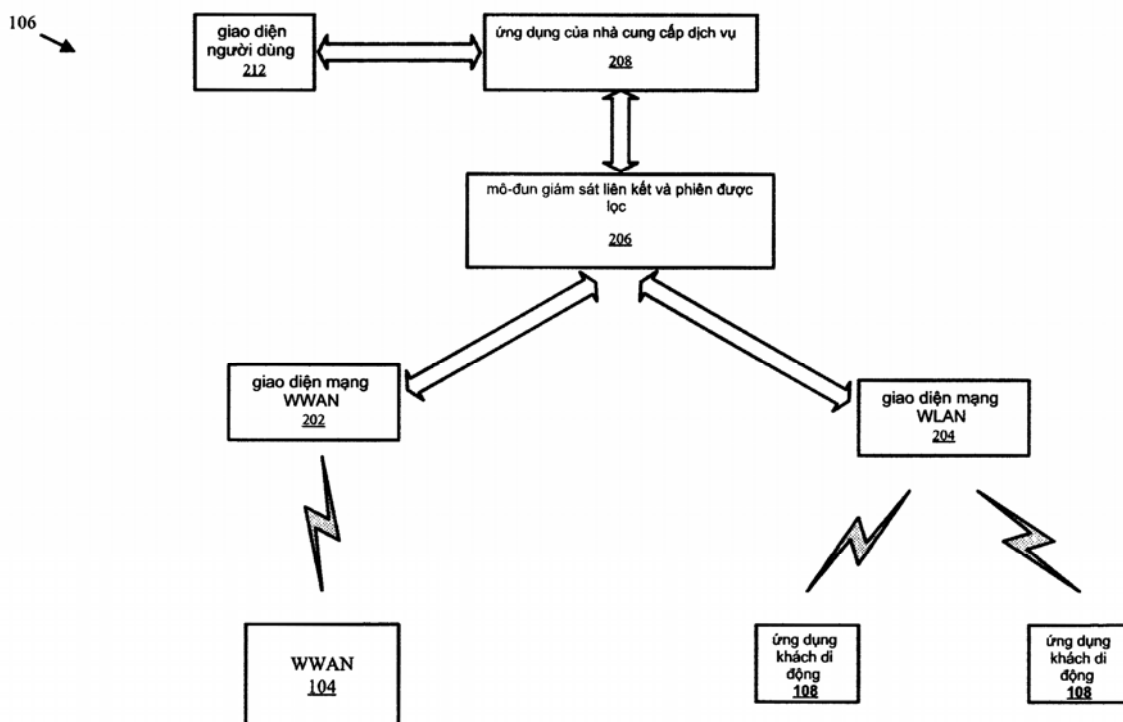 106
giao diện
người dùng
212
ứng dụng của nhà cung cấp dịch vụ
208
mô-đun giám sát liên kết và phiên được
lọc
206
giao diện mạng
WWAN
202
giao diện mạng
WLAN
204
WWAN
104
ứng dụng
khách di
động
108
ứng dụng
khách di
động
108